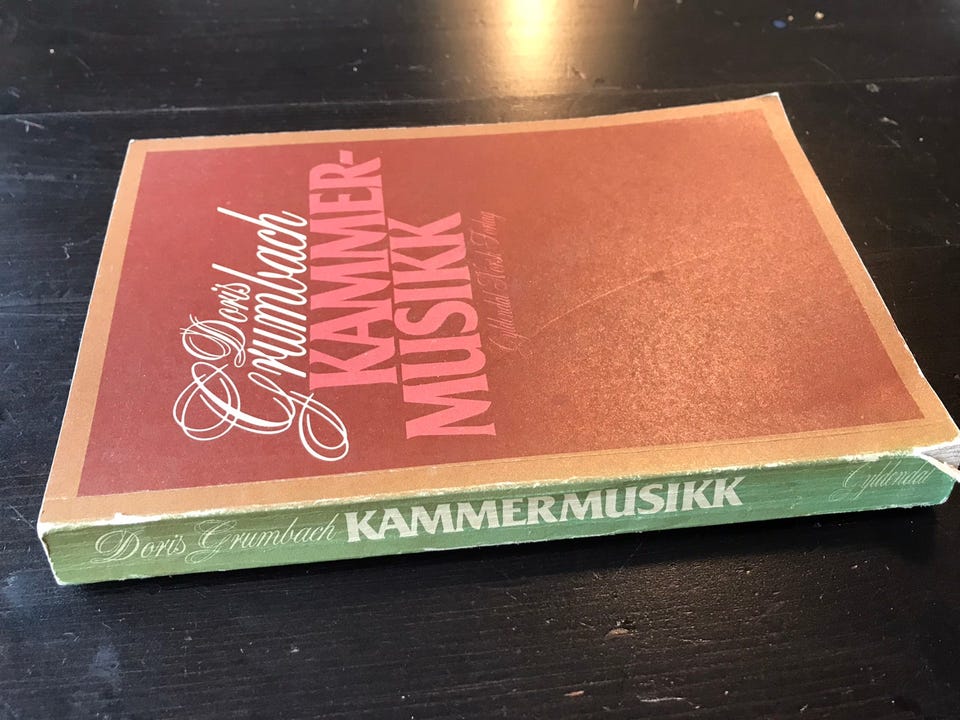 Doris
Grumbach
KAMMER-
MUSIKK
Gyldendal Norsk Forlag
Doris Grumbach KAMMERMUSIKK Gyldendal